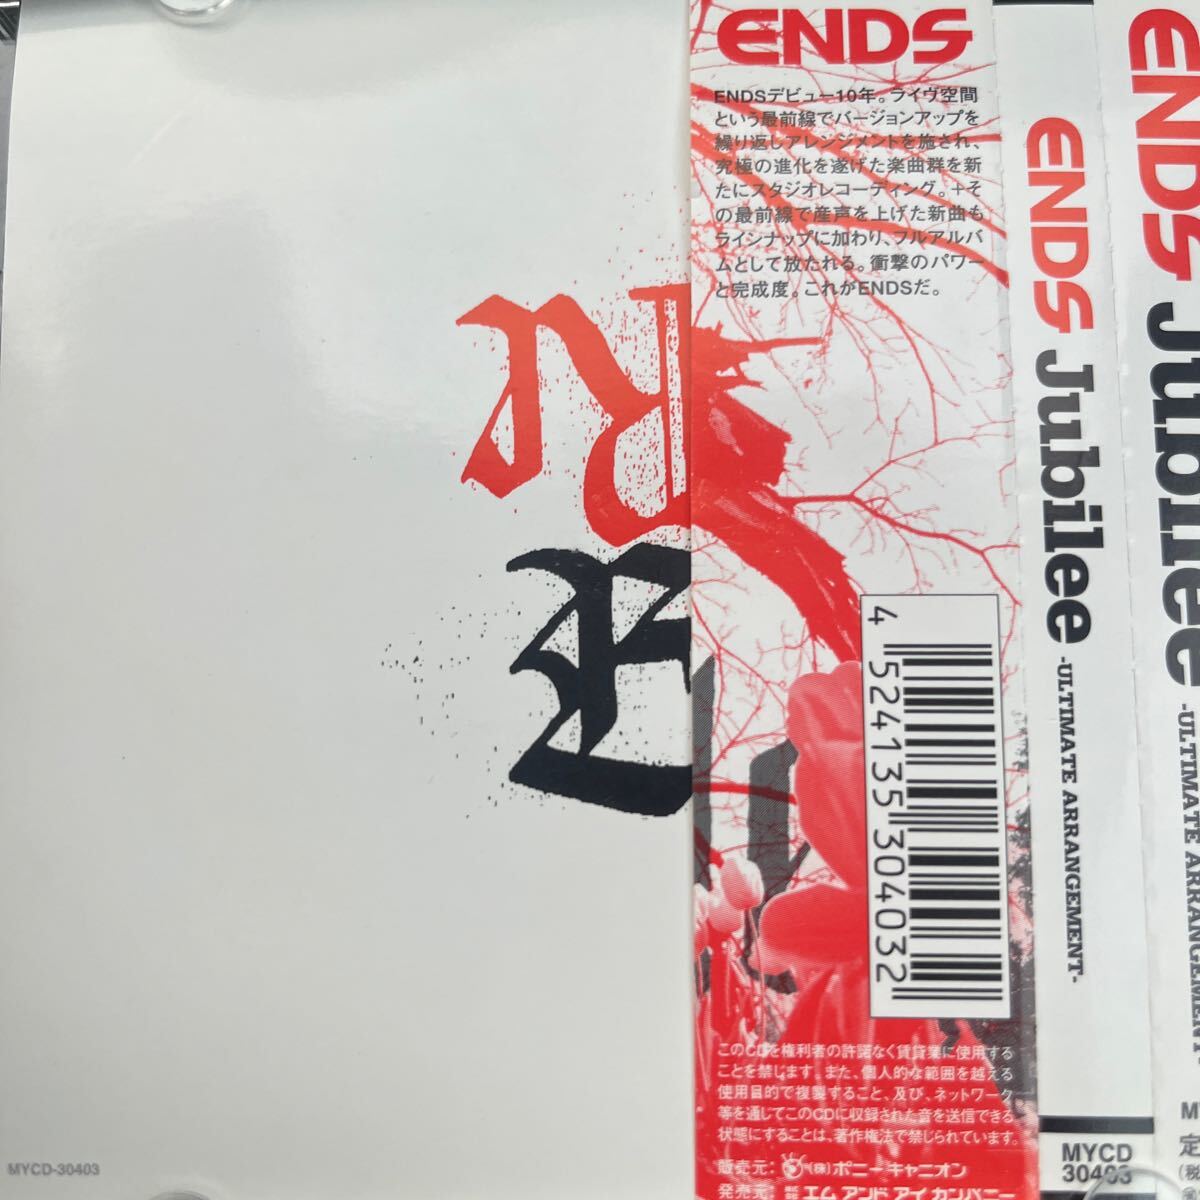 ENDS
ENDSデビュー10年。ライヴ空間
という最前線でバージョンアップを
繰り返しアレンジメントを施され、
究極の進化を遂げた楽曲群を新
たにスタジオレコーディング。+そ
の最前線で産声を上げた新曲も
ラインナップに加わり、フルアルバ
ムとして放たれる。衝撃のパワー
と完成度。これがENDSだ。
4 524135 304032
このCDを権利者の許諾なく賃貸業に使用する
ことを禁じます。また、個人的な範囲を越える
使用目的で複製すること、及び、ネットワーク
等を通じてこのCDに収録された音を送信できる
状態にすることは、著作権法で禁じられています。
販売元: (株)ポニーキャニオン
発売元: エム アンド アイ カンパニー
ENDS Jubilee -ULTIMATE ARRANGEMENT-
MYCD
30403
ENDS Jubilee -ULTIMATE ARRANGEMENT-
MYCD-30403